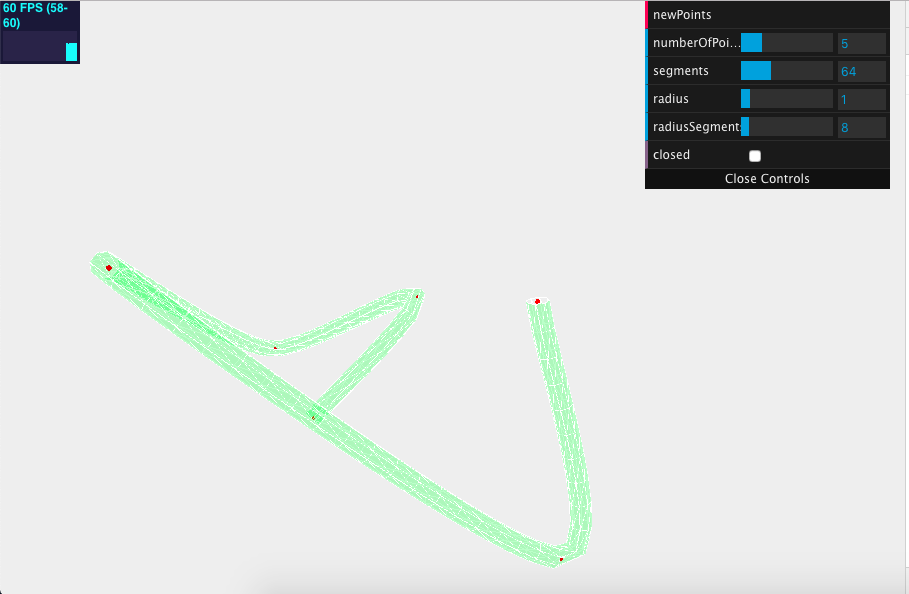 60 FPS (58-
60)
newPoints
numberOfPoi... 5
segments 64
radius 1
radiusSegment 8
closed
Close Controls